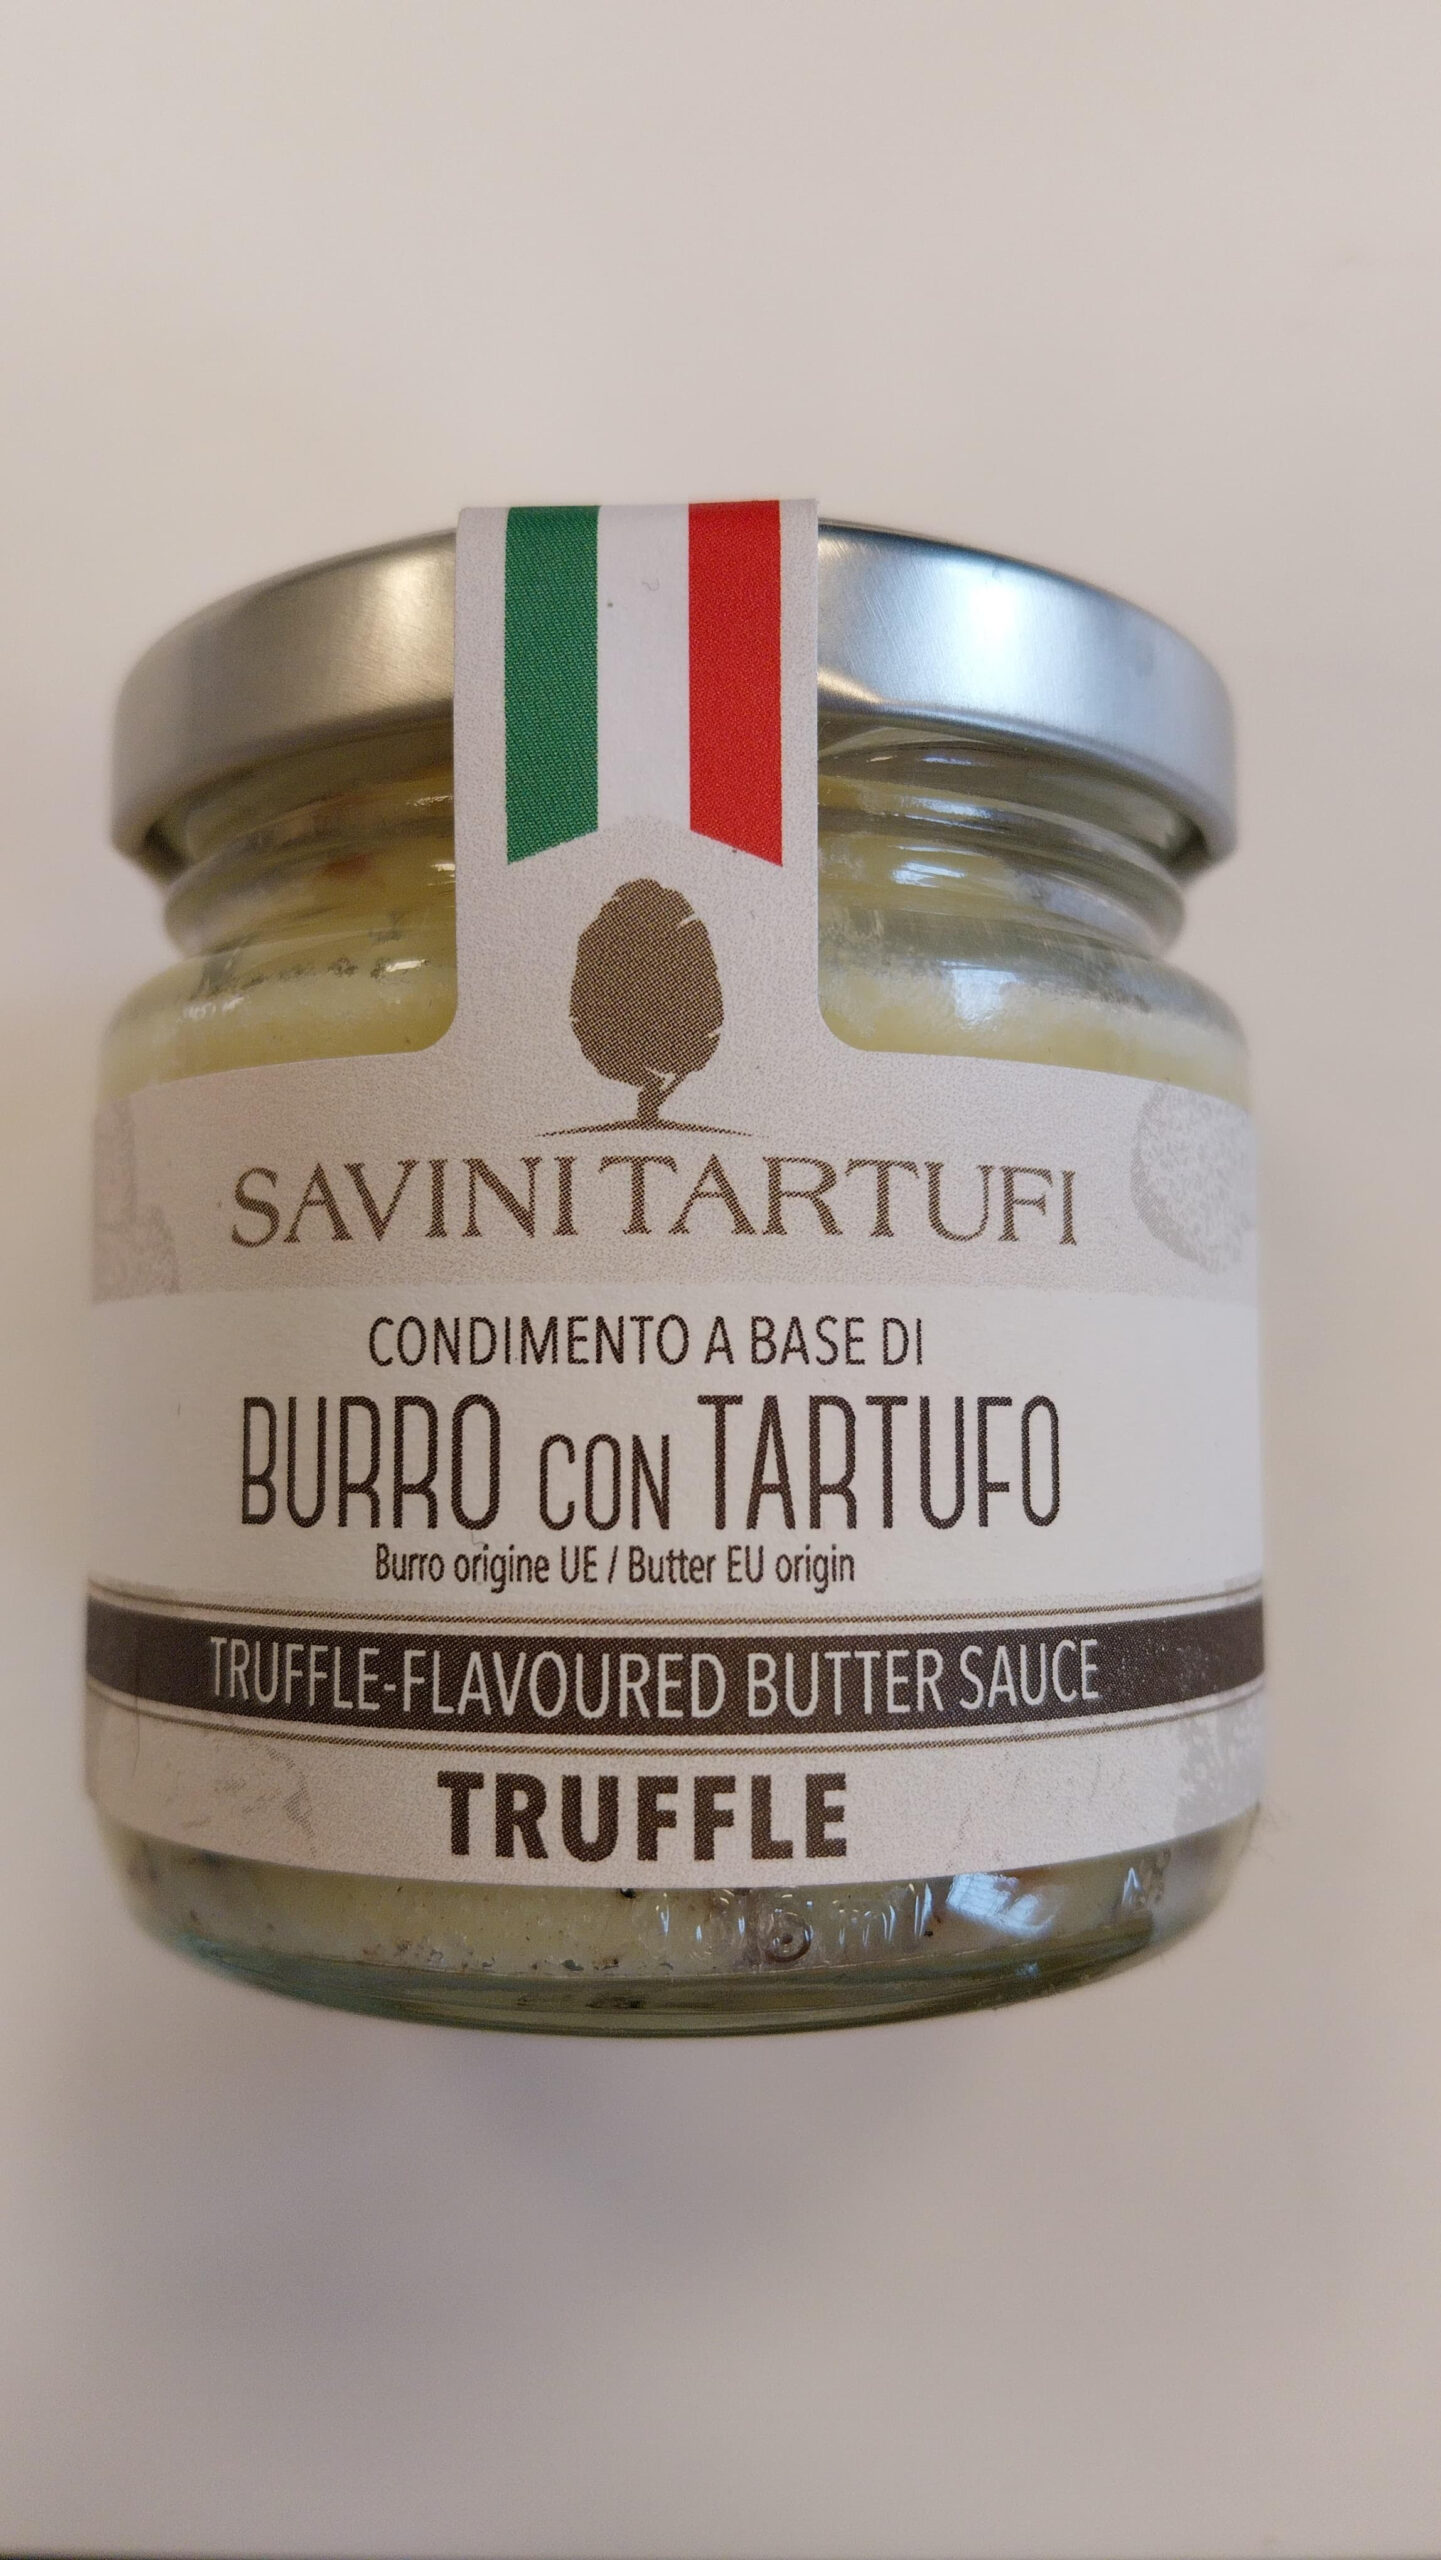 SAVINI TARTUFI
CONDIMENTO A BASE DI
BURRO CON TARTUFO
Burro origine UE / Butter EU origin
TRUFFLE-FLAVOURED BUTTER SAUCE
TRUFFLE